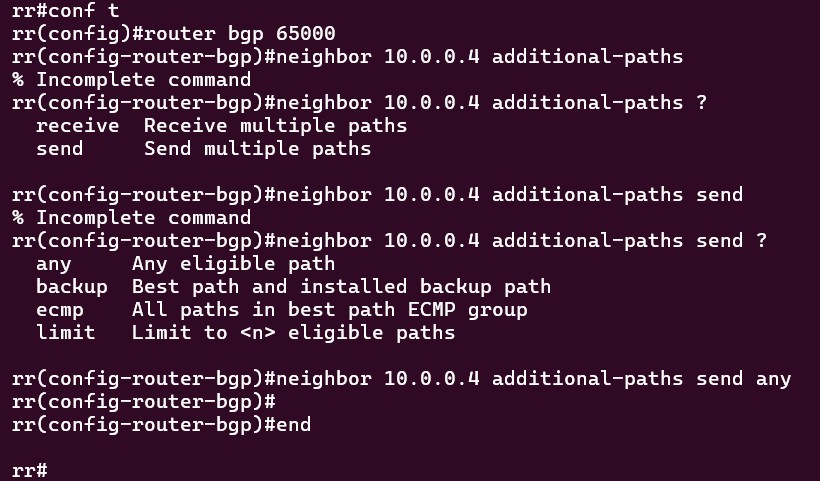 rr#conf t
rr(config)#router bgp 65000
rr(config-router-bgp)#neighbor 10.0.0.4 additional-paths
% Incomplete command
rr(config-router-bgp)#neighbor 10.0.0.4 additional-paths ?
  receive  Receive multiple paths
  send     Send multiple paths

rr(config-router-bgp)#neighbor 10.0.0.4 additional-paths send
% Incomplete command
rr(config-router-bgp)#neighbor 10.0.0.4 additional-paths send ?
  any     Any eligible path
  backup  Best path and installed backup path
  ecmp    All paths in best path ECMP group
  limit   Limit to <n> eligible paths

rr(config-router-bgp)#neighbor 10.0.0.4 additional-paths send any
rr(config-router-bgp)#
rr(config-router-bgp)#end

rr#